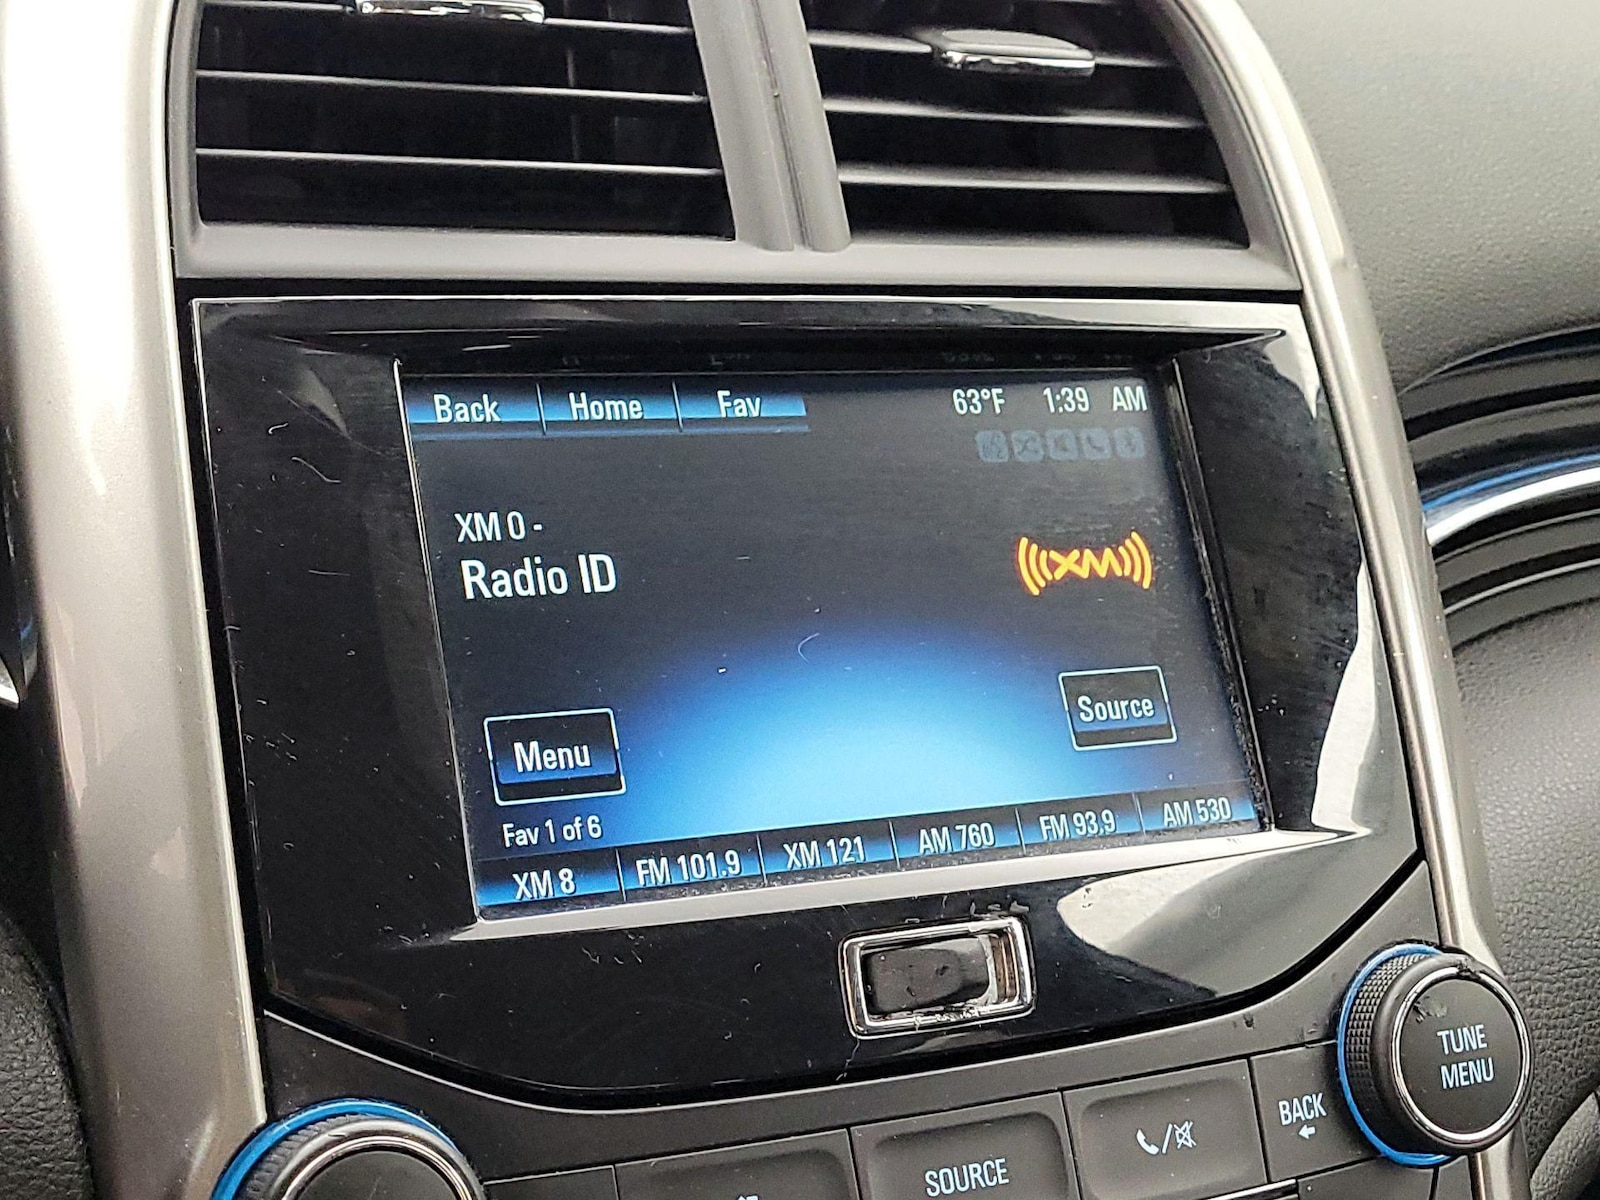 Back Home Fav 63°F 1:39 AM
XM 0 -
Radio ID
XM
Menu
Source
Fav 1 of 6
XM 8 FM 101.9 XM 121 AM 760 FM 93.9 AM 530
TUNE
MENU
BACK
SOURCE